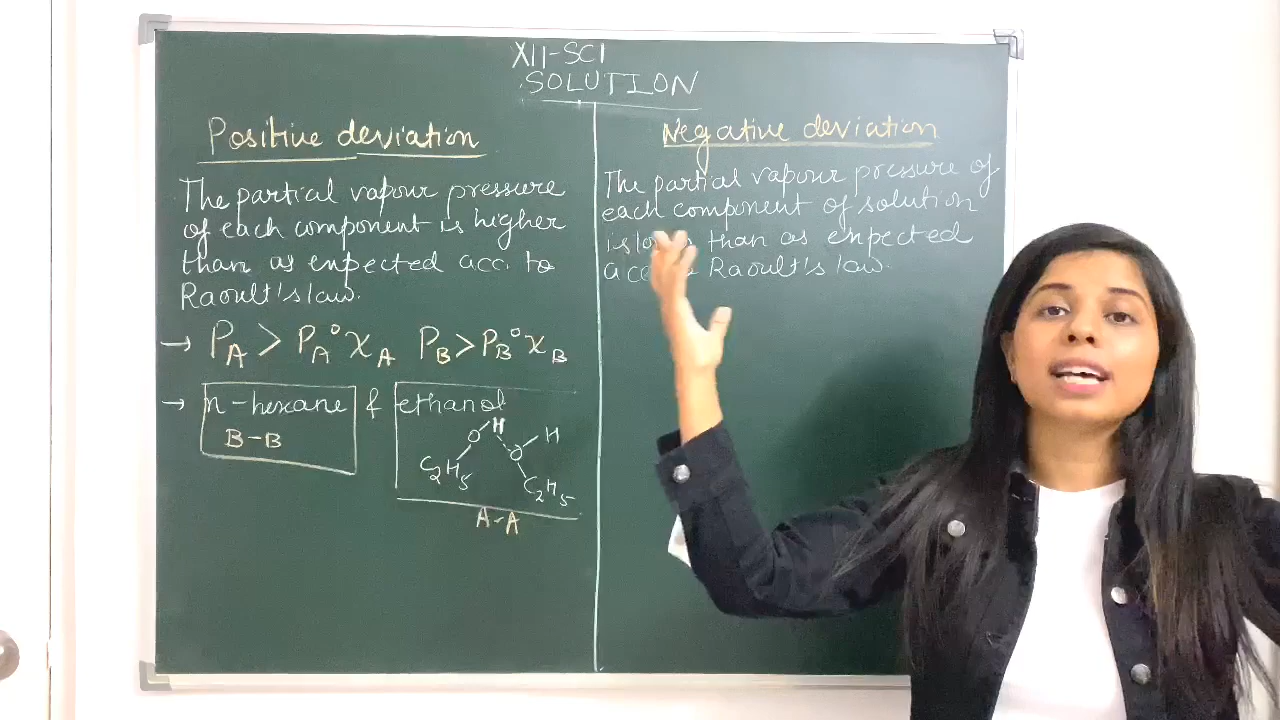 XII-SCI
SOLUTION
Positive deviation
The partial vapour pressure
of each component is higher
than as expected acc. to
Raoult's law.
→ P_A > P_A° χ_A P_B > P_B° χ_B
→ n-hexane & ethanol
B-B
O H
O H
C₂H₅
C₂H₅
A-A
Negative deviation
The partial vapour pressure of
each component of solution
is than as expected
Raoult's law.